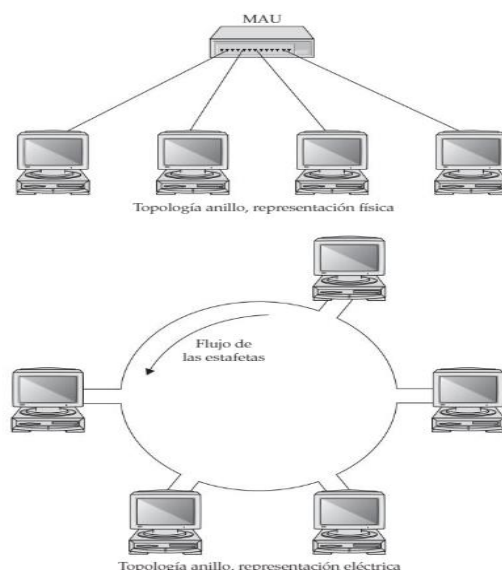 MAU
Topología anillo, representación física
Flujo de
las estafetas
Topología anillo, representación eléctrica